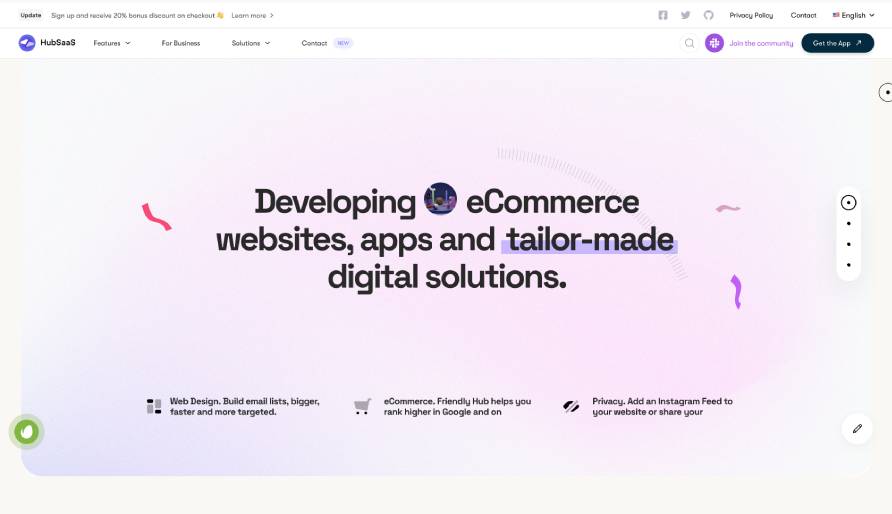 Update Sign up and receive 20% bonus discount on checkout 👋 Learn more
Privacy Policy Contact English
HubSaaS Features For Business Solutions Contact NEW Join the community Get the App
Developing eCommerce
websites, apps and tailor-made
digital solutions.
Web Design. Build email lists, bigger,
faster and more targeted.
eCommerce. Friendly Hub helps you
rank higher in Google and on
Privacy. Add an Instagram Feed to
your website or share your